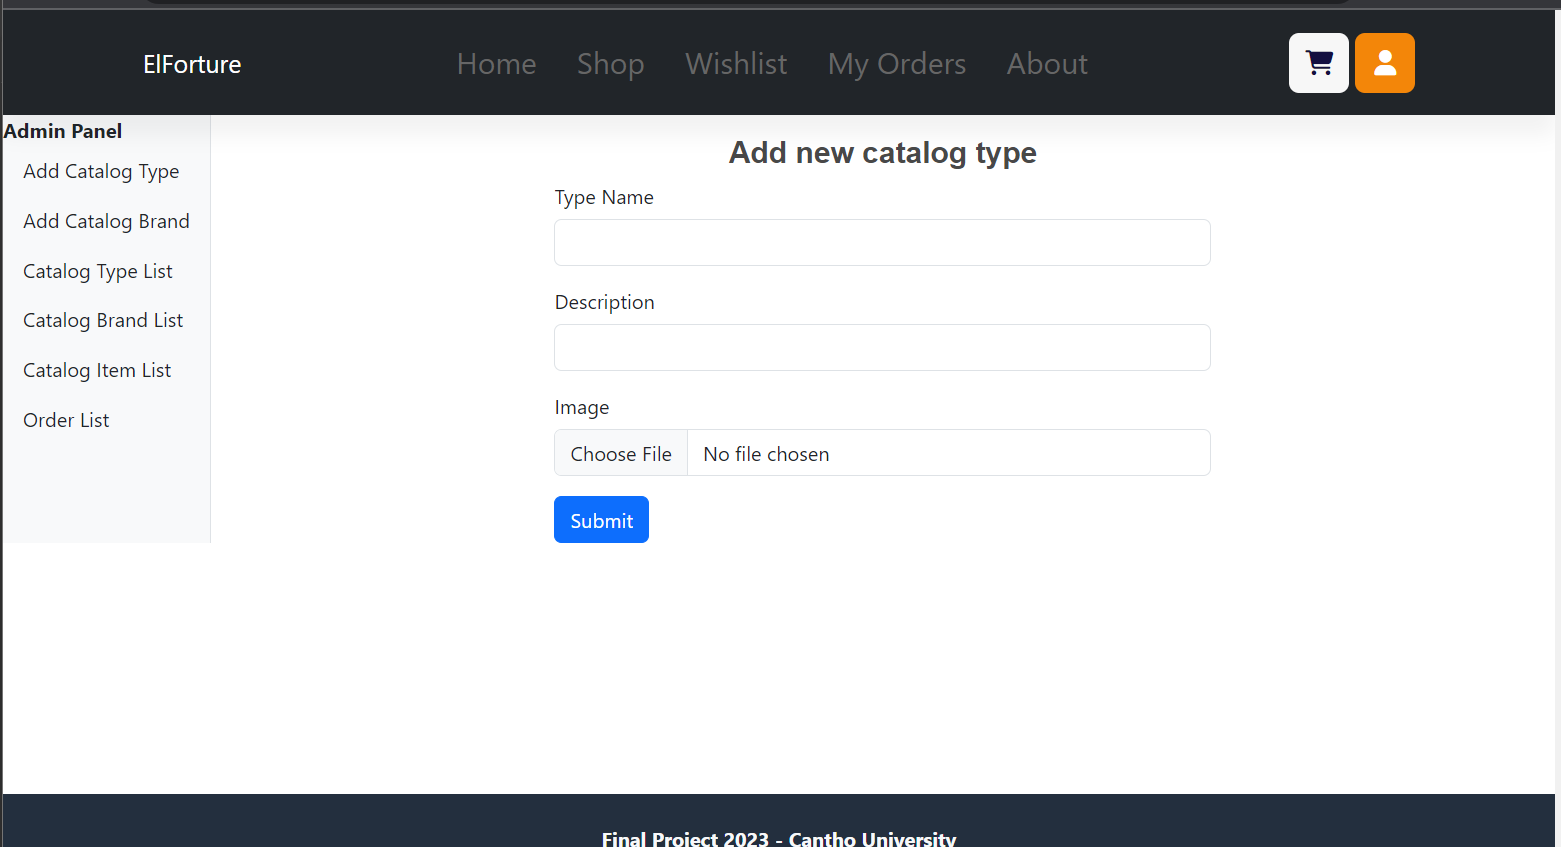 ElForture
Home Shop Wishlist My Orders About
Admin Panel
Add Catalog Type
Add Catalog Brand
Catalog Type List
Catalog Brand List
Catalog Item List
Order List
Add new catalog type
Type Name
Description
Image
Choose File No file chosen
Submit
Final Project 2023 - Cantho University